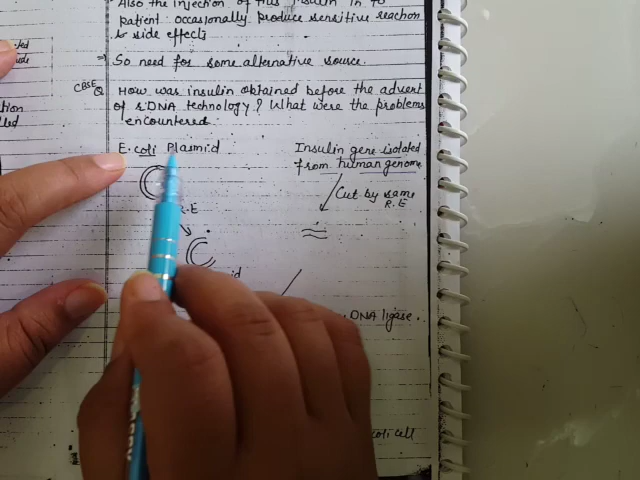 Also the injection of this insulin in to
patient occasionally produce sensitive reaction
& side effects
⇒ So need for some alternative source.
CBSE Q How was insulin obtained before the advent
of rDNA technology? What were the problems
encountered.
E. coli Plasmid
Insulin gene isolated
from human genome
Cut by same
R.E
R.E
DNA ligase.
coli cell